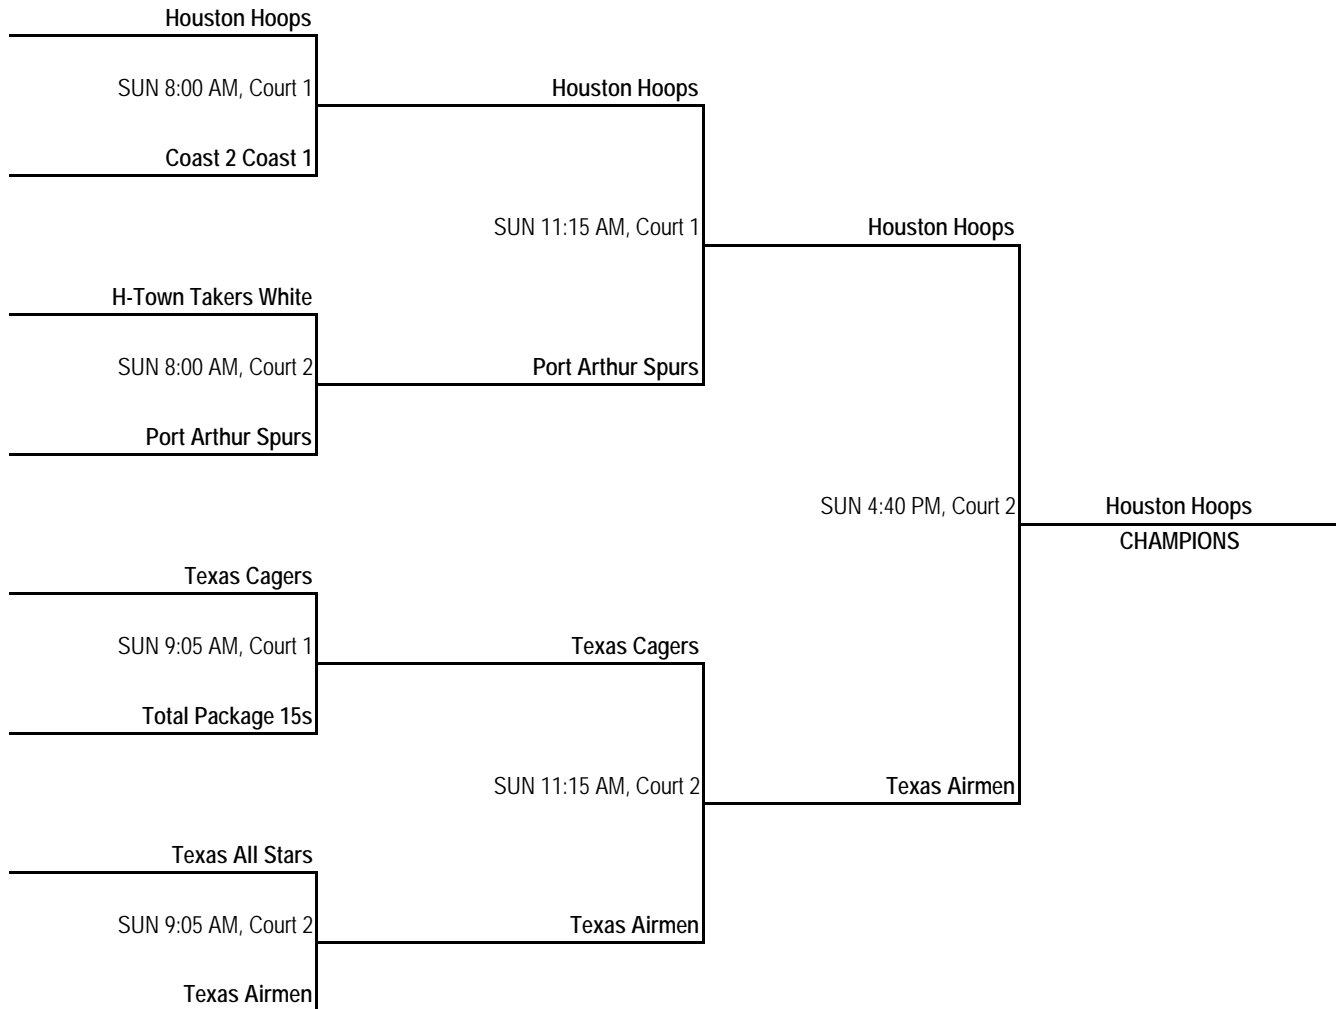 Houston Hoops
SUN 8:00 AM, Court 1
Houston Hoops
Coast 2 Coast 1
SUN 11:15 AM, Court 1
Houston Hoops
H-Town Takers White
SUN 8:00 AM, Court 2
Port Arthur Spurs
Port Arthur Spurs
SUN 4:40 PM, Court 2
Houston Hoops
CHAMPIONS
Texas Cagers
SUN 9:05 AM, Court 1
Texas Cagers
Total Package 15s
SUN 11:15 AM, Court 2
Texas Airmen
Texas All Stars
SUN 9:05 AM, Court 2
Texas Airmen
Texas Airmen